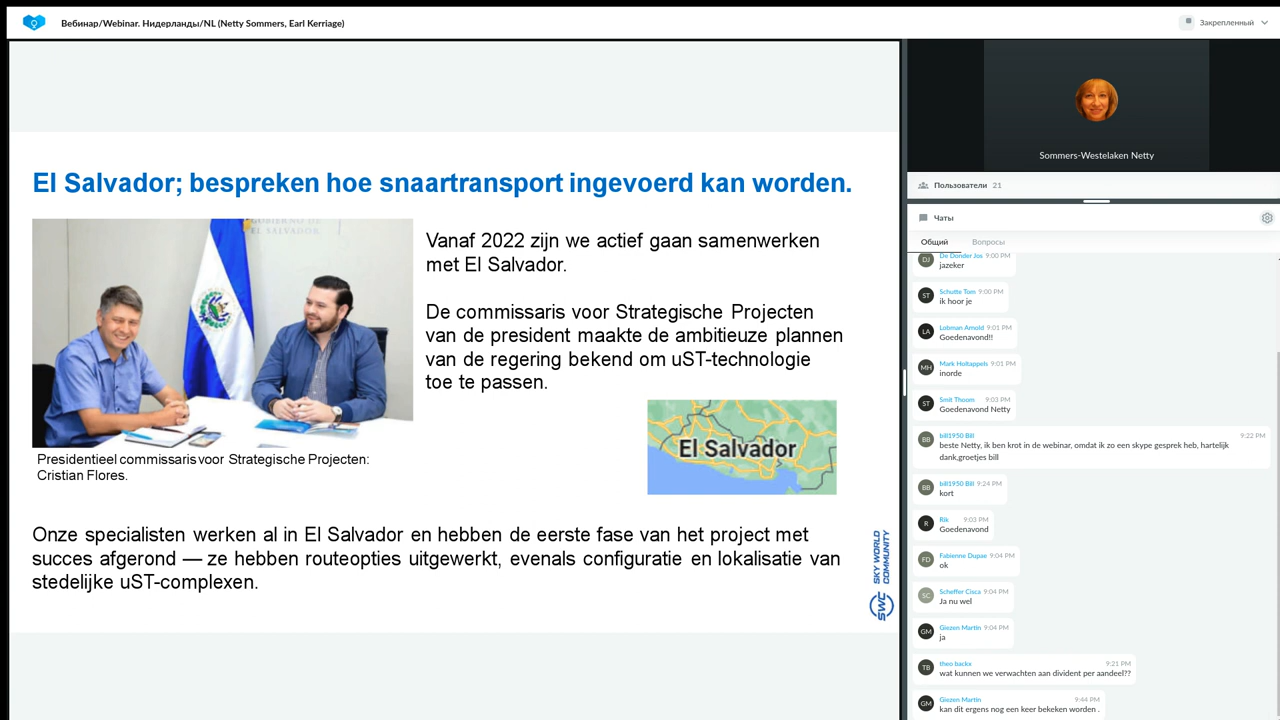 Вебинар/Webinar. Нидерланды/NL (Netty Sommers, Earl Kerriage)
Закрепленный
El Salvador; bespreken hoe snaartransport ingevoerd kan worden.
GOBIERNO DE
EL SALVADOR
Vanaf 2022 zijn we actief gaan samenwerken
met El Salvador.
De commissaris voor Strategische Projecten
van de president maakte de ambitieuze plannen
van de regering bekend om uST-technologie
toe te passen.
El Salvador
Presidentieel commissaris voor Strategische Projecten:
Cristian Flores.
Onze specialisten werken al in El Salvador en hebben de eerste fase van het project met
succes afgerond — ze hebben routeopties uitgewerkt, evenals configuratie en lokalisatie van
stedelijke uST-complexen.
SWC SKY WORLD
COMMUNITY
Sommers-Westelaken Netty
Пользователи 21
Чаты
Общий Вопросы
DJ De Donder Jos 9:00 PM
jazeker
ST Schutte Tom 9:00 PM
ik hoor je
LA Lobman Arnold 9:01 PM
Goedenavond!!
MH Mark Holtappels 9:01 PM
inorde
ST Smit Thoom 9:03 PM
Goedenavond Netty
BB bill1950 Bill 9:22 PM
beste Netty, ik ben krot in de webinar, omdat ik zo een skype gesprek heb, hartelijk
dank,groetjes bill
BB bill1950 Bill 9:24 PM
kort
R Rik 9:03 PM
Goedenavond
FD Fabienne Dupae 9:04 PM
ok
SC Scheffer Cisca 9:04 PM
Ja nu wel
GM Giezen Martin 9:04 PM
ja
TB theo backx 9:21 PM
wat kunnen we verwachten aan divident per aandeel??
GM Giezen Martin 9:44 PM
kan dit ergens nog een keer bekeken worden .